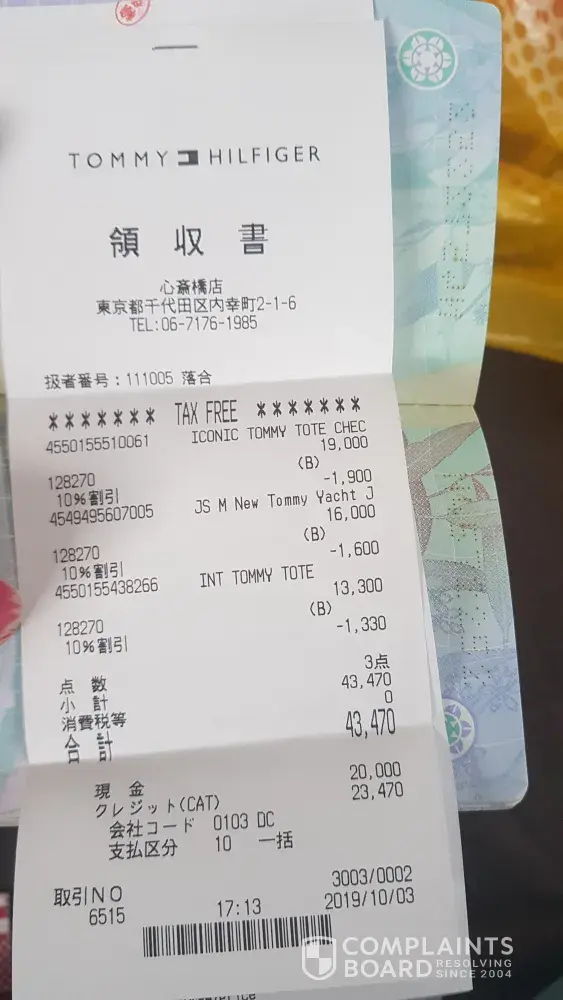 TOMMY HILFIGER
領収書
心斎橋店
東京都千代田区内幸町2-1-6
TEL:06-7176-1985
扱者番号：111005 落合
******* TAX FREE *******
4550155510061 ICONIC TOMMY TOTE CHEC
19,000
(B)
128270 -1,900
10%割引
4549495607005 JS M New Tommy Yacht J
16,000
(B)
128270 -1,600
10%割引
4550155438266 INT TOMMY TOTE
13,300
(B)
128270 -1,330
10%割引
点 数 3点
小 計 43,470
消費税等 0
合 計 43,470
現 金 20,000
クレジット(CAT) 23,470
会社コード 0103 DC
支払区分 10 一括
取引NO 3003/0002
6515 17:13 2019/10/03
COMPLAINTS
BOARD RESOLVING
SINCE 2004